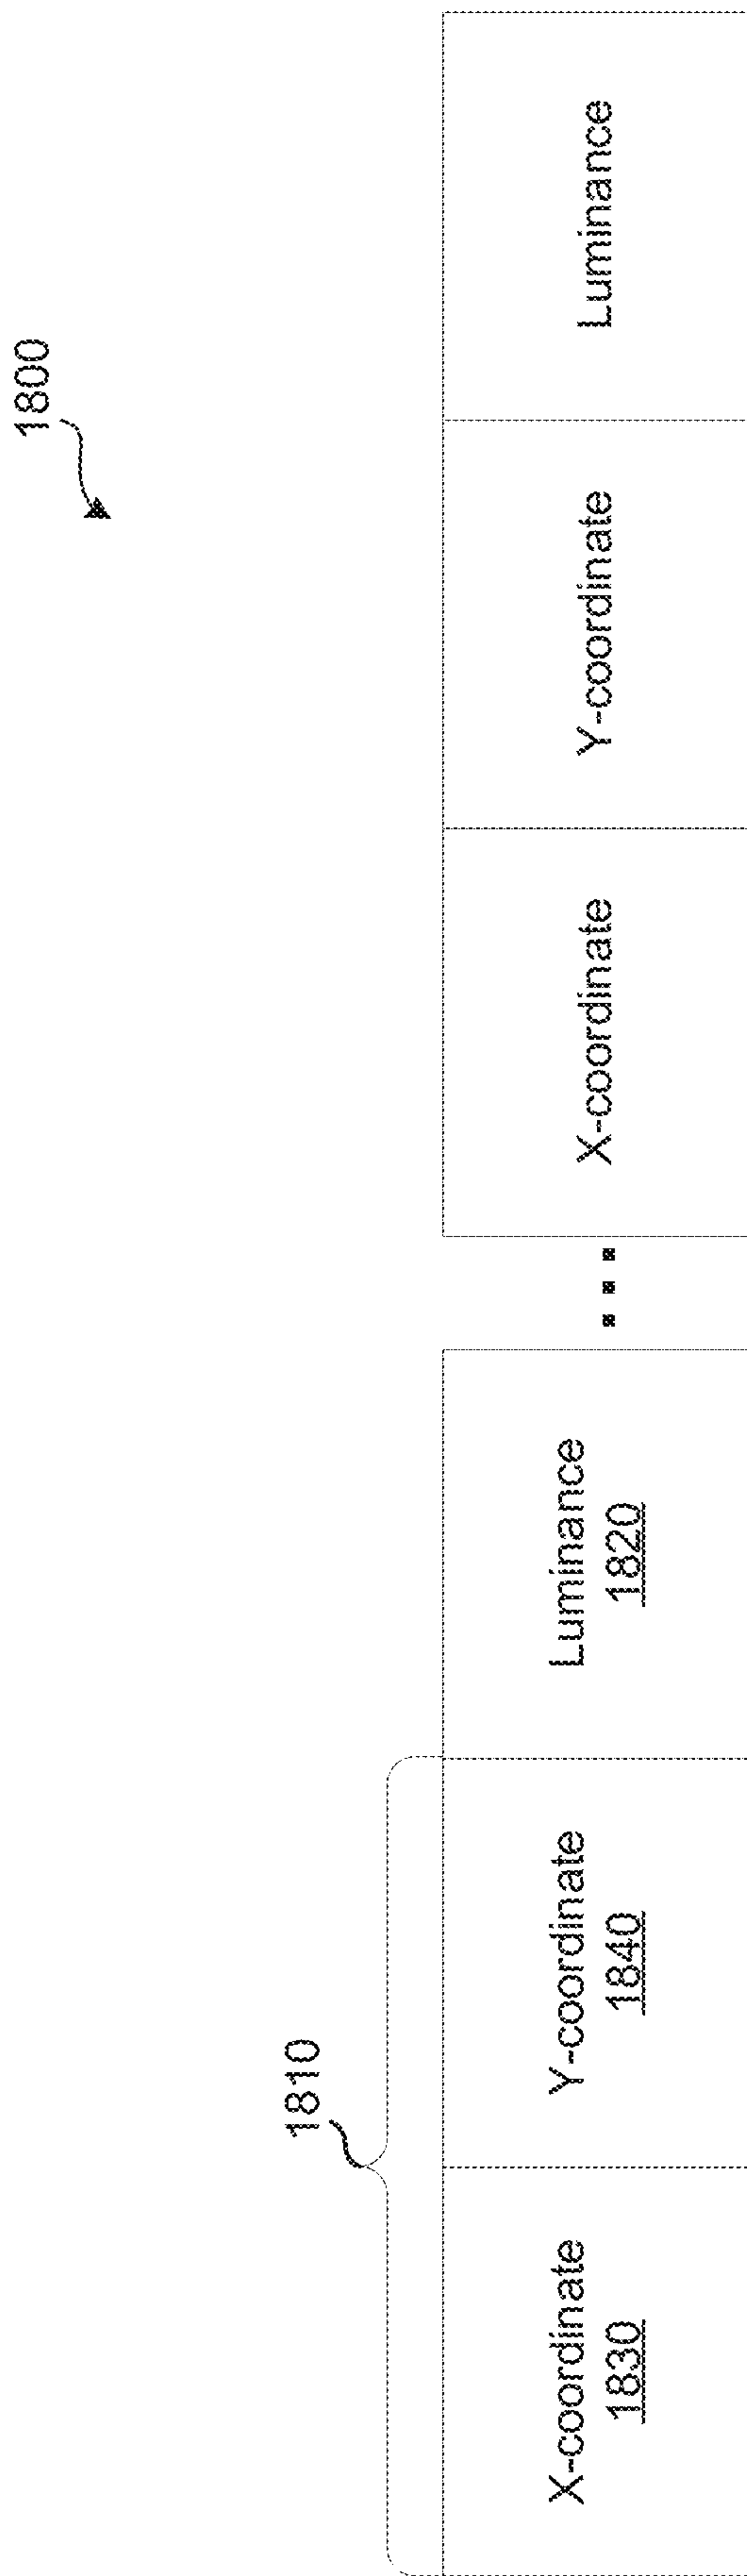 1800
1810
X-coordinate
1830
Y-coordinate
1840
Luminance
1820
X-coordinate
Y-coordinate
Luminance